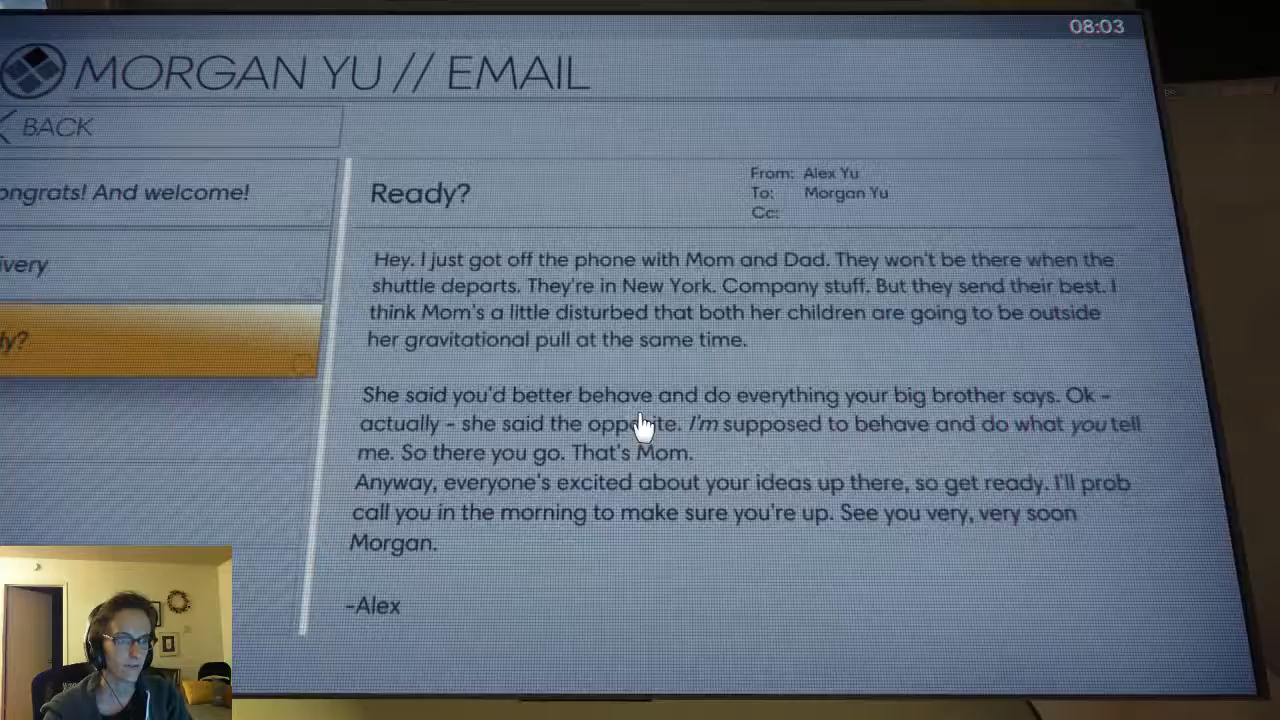 08:03
MORGAN YU // EMAIL
BACK
ongrats! And welcome!
ivery
dy?
Ready?
From: Alex Yu
To: Morgan Yu
Cc:
Hey. I just got off the phone with Mom and Dad. They won't be there when the
shuttle departs. They're in New York. Company stuff. But they send their best. I
think Mom's a little disturbed that both her children are going to be outside
her gravitational pull at the same time.
She said you'd better behave and do everything your big brother says. Ok -
actually - she said the opposite. I'm supposed to behave and do what you tell
me. So there you go. That's Mom.
Anyway, everyone's excited about your ideas up there, so get ready. I'll prob
call you in the morning to make sure you're up. See you very, very soon
Morgan.
-Alex